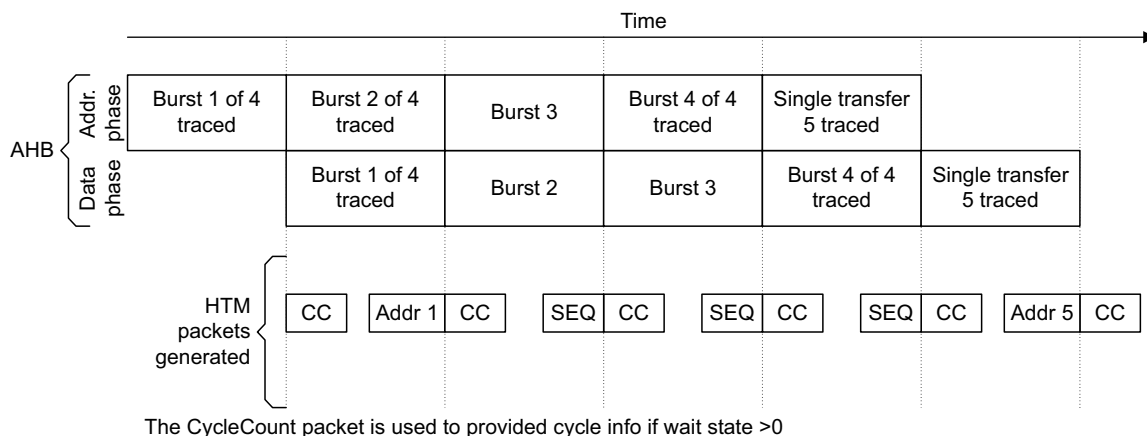 Time
AHB
Addr.
phase
Burst 1 of 4
traced
Burst 2 of 4
traced
Burst 3
Burst 4 of 4
traced
Single transfer
5 traced
Data
phase
Burst 1 of 4
traced
Burst 2
Burst 3
Burst 4 of 4
traced
Single transfer
5 traced
HTM
packets
generated
CC
Addr 1
CC
SEQ
CC
SEQ
CC
SEQ
CC
Addr 5
CC
The CycleCount packet is used to provided cycle info if wait state >0